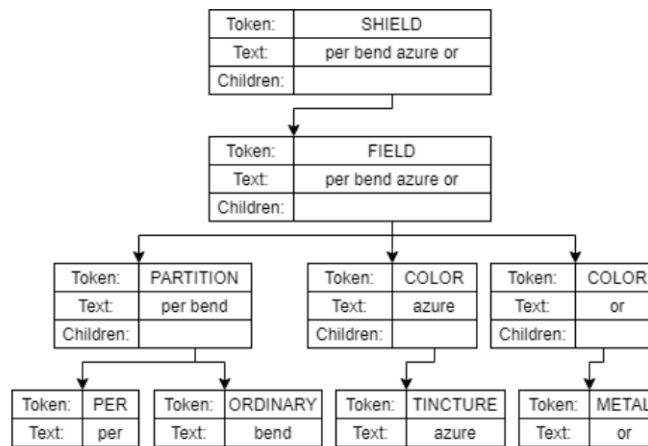 Token: SHIELD
Text: per bend azure or
Children:
Token: FIELD
Text: per bend azure or
Children:
Token: PARTITION Token: COLOR Token: COLOR
Text: per bend Text: azure Text: or
Children: Children: Children:
Token: PER Token: ORDINARY Token: TINCTURE Token: METAL
Text: per Text: bend Text: azure Text: or